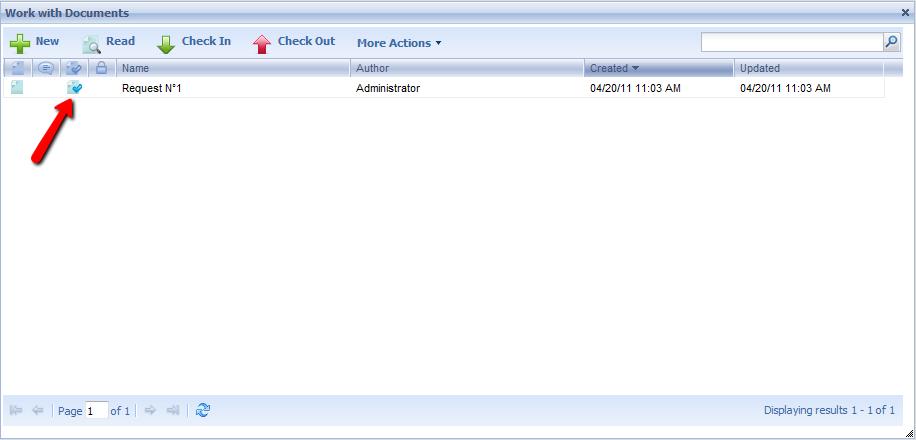 Work with Documents
New Read Check In Check Out More Actions
Name Author Created Updated
Request N°1 Administrator 04/20/11 11:03 AM 04/20/11 11:03 AM
Page 1 of 1 Displaying results 1 - 1 of 1